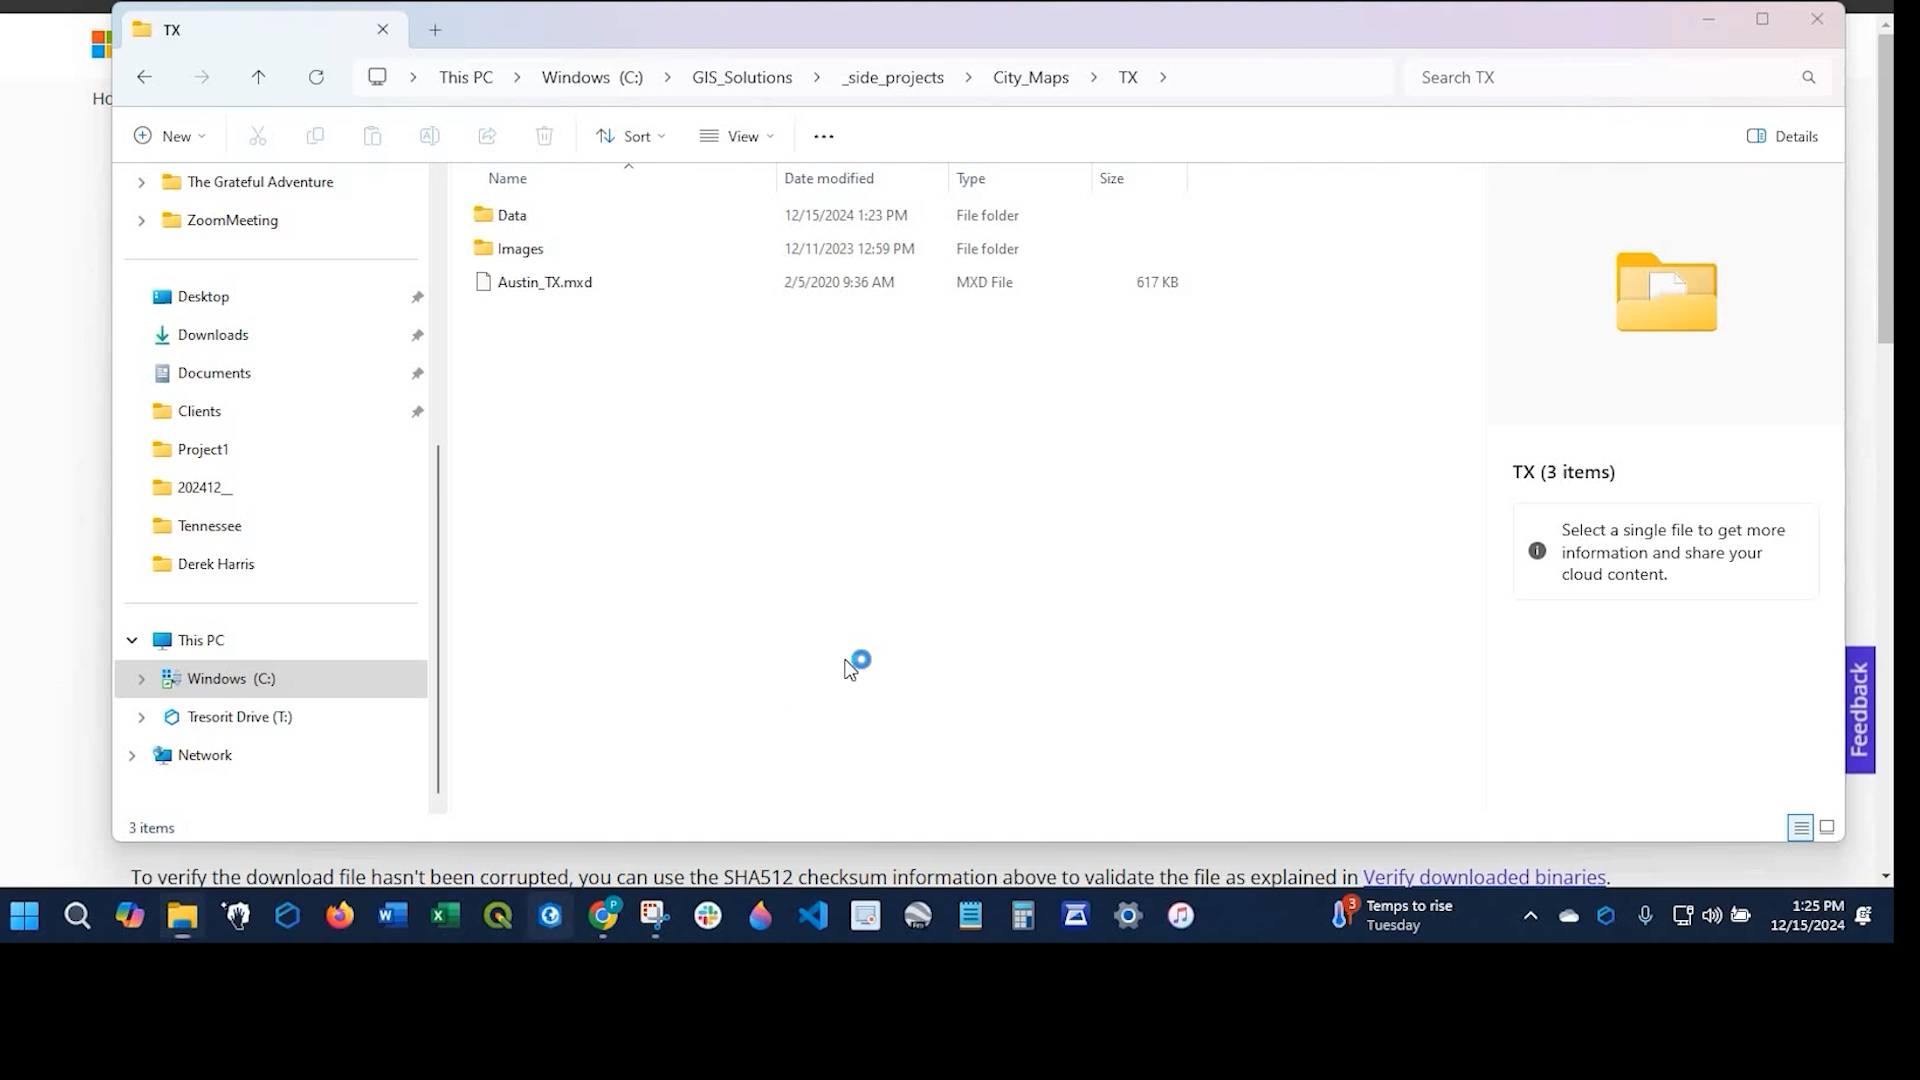 TX
Ho
This PC
Windows (C:)
GIS_Solutions
_side_projects
City_Maps
TX
Search TX
New
Sort
View
Details
The Grateful Adventure
ZoomMeeting
Desktop
Downloads
Documents
Clients
Project1
202412__
Tennessee
Derek Harris
This PC
Windows (C:)
Tresorit Drive (T:)
Network
Name Date modified Type Size
Data 12/15/2024 1:23 PM File folder
Images 12/11/2023 12:59 PM File folder
Austin_TX.mxd 2/5/2020 9:36 AM MXD File 617 KB
TX (3 items)
Select a single file to get more
information and share your
cloud content.
Feedback
3 items
To verify the download file hasn't been corrupted, you can use the SHA512 checksum information above to validate the file as explained in Verify downloaded binaries.
3
Temps to rise
Tuesday
1:25 PM
12/15/2024